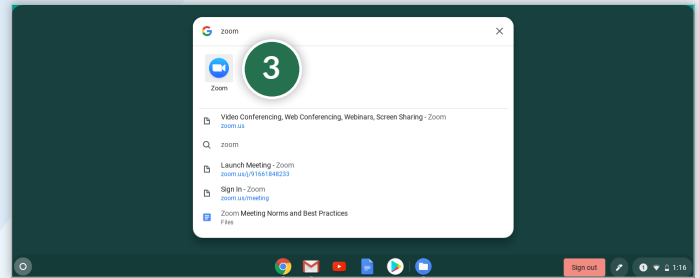 zoom
3
Zoom
Video Conferencing, Web Conferencing, Webinars, Screen Sharing - Zoom
zoom.us
zoom
Launch Meeting - Zoom
zoom.us/j/91661848233
Sign In - Zoom
zoom.us/meeting
Zoom Meeting Norms and Best Practices
Files
Sign out
1
1:16